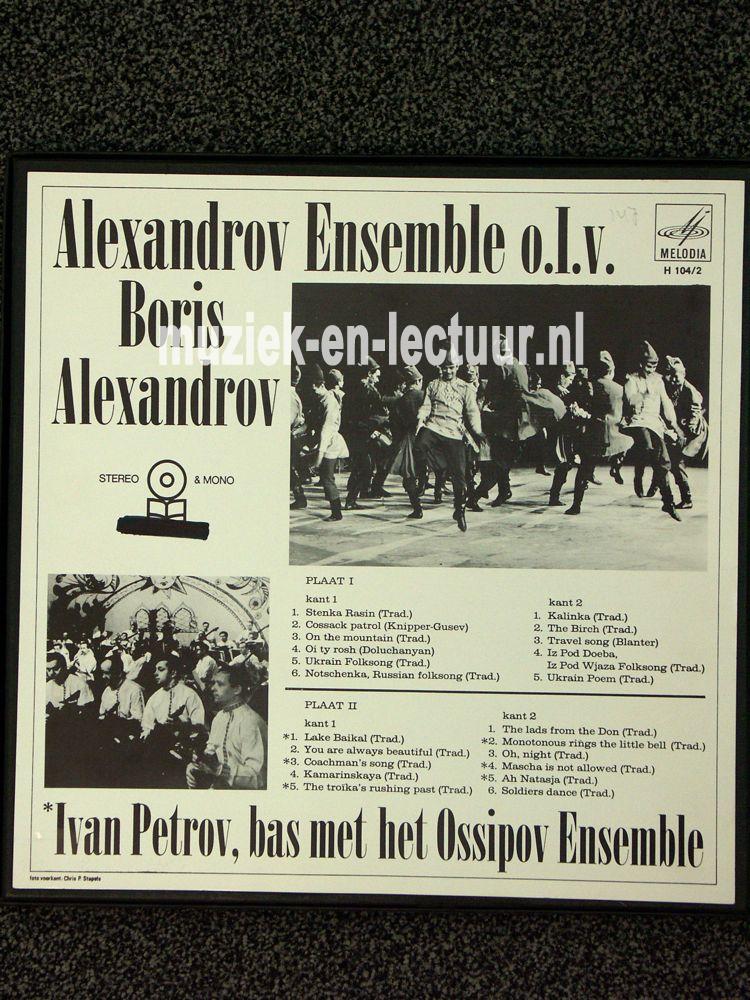 Alexandrov Ensemble o.l.v.
Boris
Alexandrov
MELODIA
H 104/2
muziek-en-lectuur.nl
STEREO & MONO
PLAAT I
kant 1
1. Stenka Rasin (Trad.)
2. Cossack patrol (Knipper-Gusev)
3. On the mountain (Trad.)
4. Oi ty rosh (Doluchanyan)
5. Ukrain Folksong (Trad.)
6. Notschenka, Russian folksong (Trad.)
kant 2
1. Kalinka (Trad.)
2. The Birch (Trad.)
3. Travel song (Blanter)
4. Iz Pod Doeba,
Iz Pod Wjaza Folksong (Trad.)
5. Ukrain Poem (Trad.)
PLAAT II
kant 1
*1. Lake Baikal (Trad.)
2. You are always beautiful (Trad.)
*3. Coachman's song (Trad.)
4. Kamarinskaya (Trad.)
*5. The troïka's rushing past (Trad.)
kant 2
1. The lads from the Don (Trad.)
*2. Monotonous rings the little bell (Trad.)
3. Oh, night (Trad.)
*4. Mascha is not allowed (Trad.)
*5. Ah Natasja (Trad.)
6. Soldiers dance (Trad.)
*Ivan Petrov, bas met het Ossipov Ensemble
foto voorkant: Chris P. Stapels